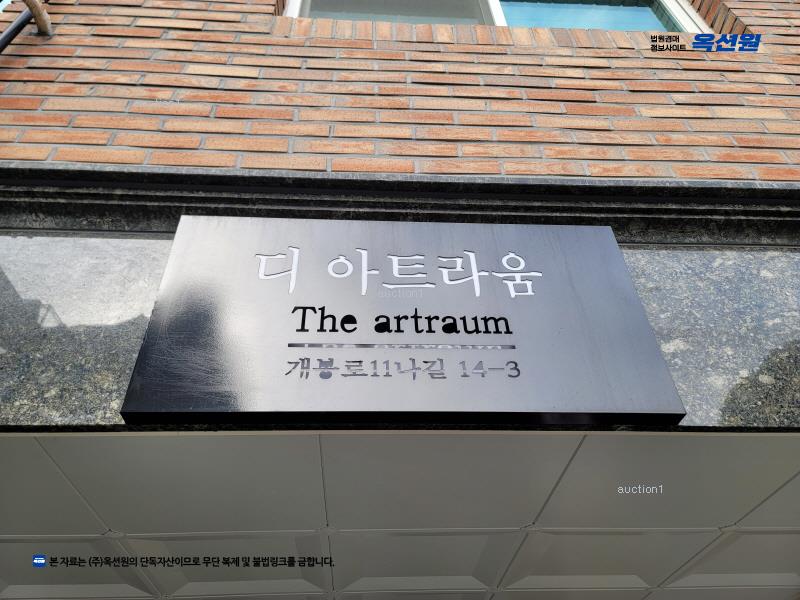 법원경매
정보사이트 옥션원
auction1
디 아트라움
auction1
The artraum
개봉로11나길 14-3
auction1
본 자료는 (주)옥션원의 단독자산이므로 무단 복제 및 불법링크를 금합니다.